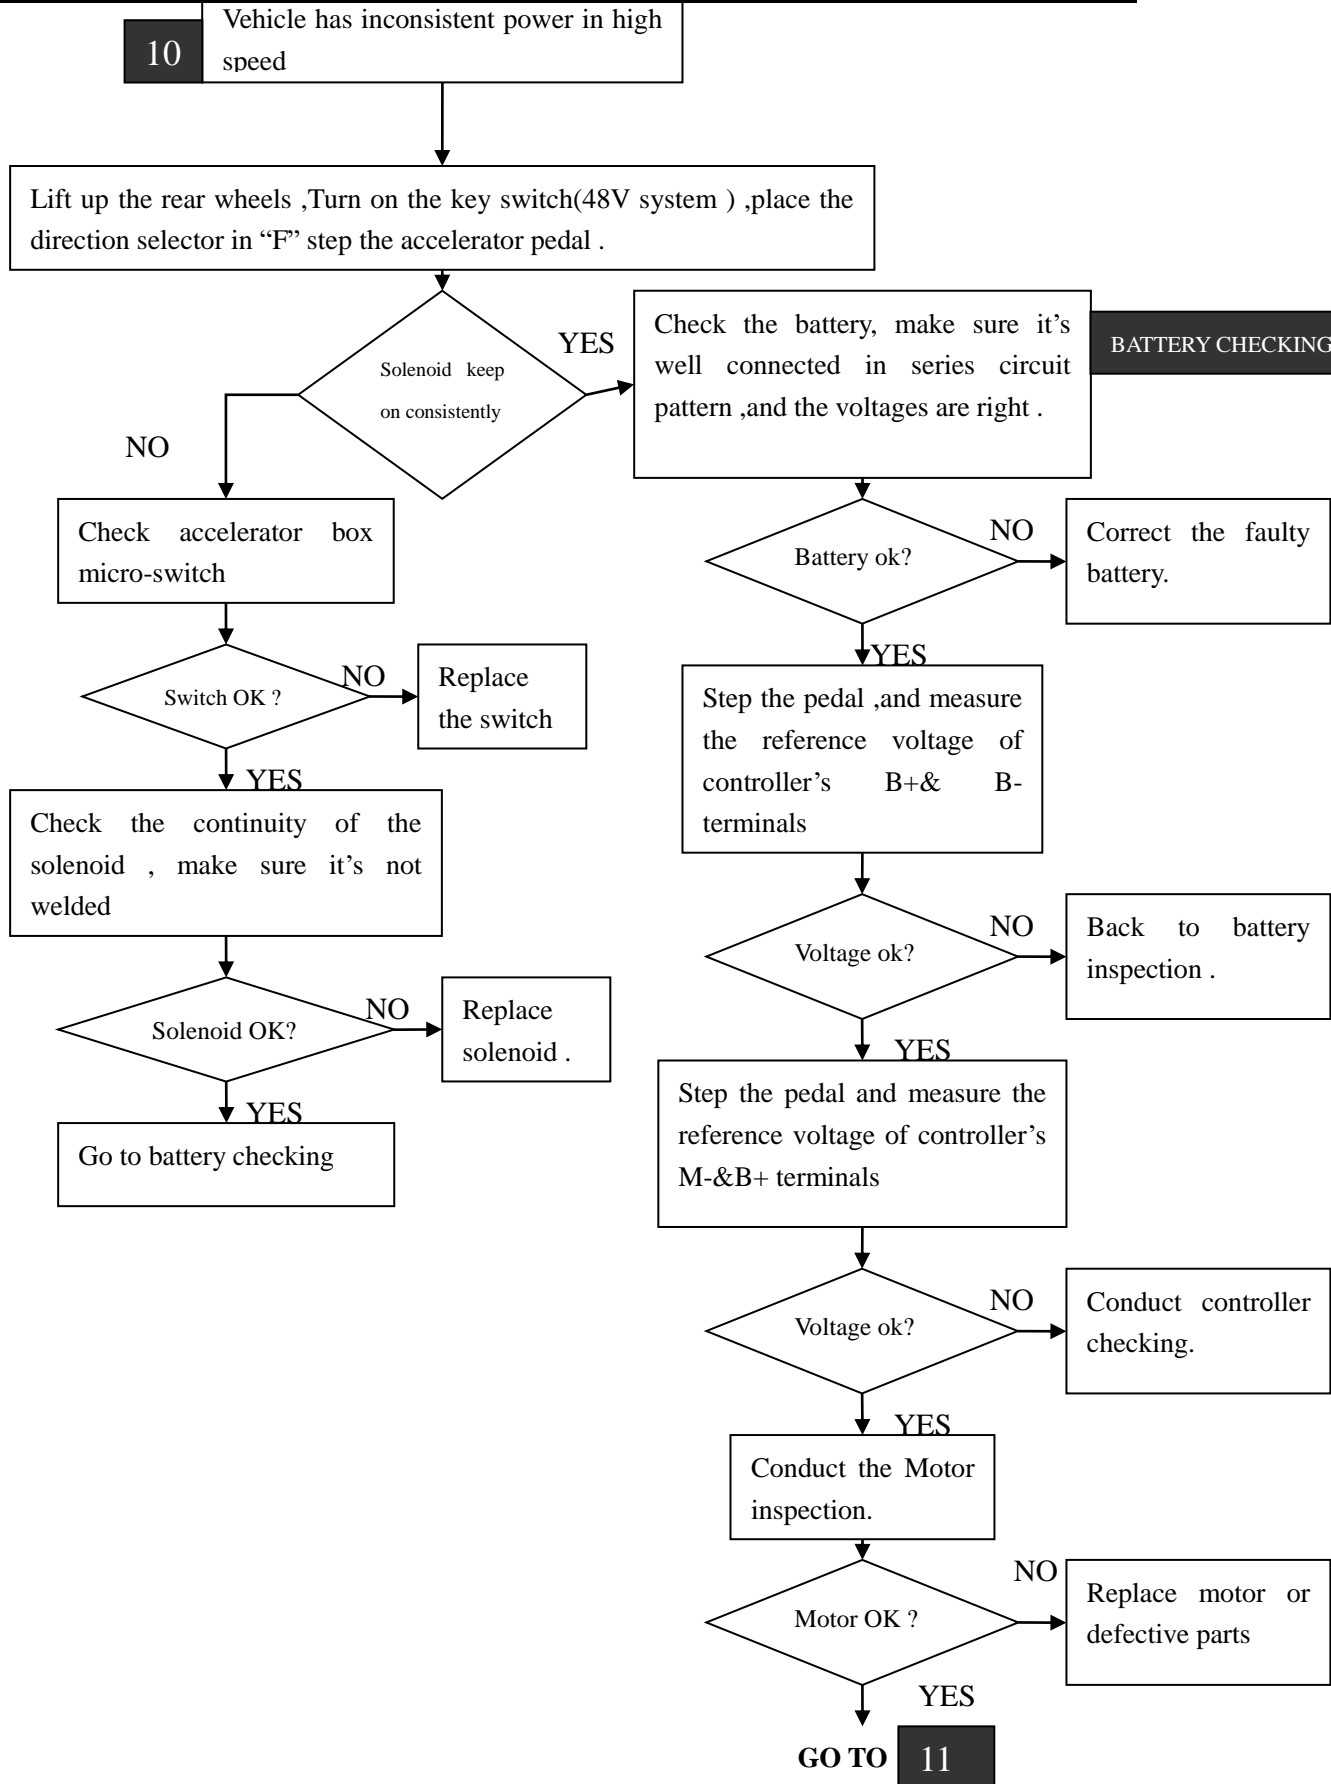 Vehicle has inconsistent power in high
10
speed
Lift up the rear wheels ,Turn on the key switch(48V system ) ,place the
direction selector in “F” step the accelerator pedal .
Solenoid keep
on consistently
YES
NO
Check the battery, make sure it’s
well connected in series circuit
pattern ,and the voltages are right .
BATTERY CHECKING
Check accelerator box
micro-switch
Battery ok?
NO
Correct the faulty
battery.
YES
Switch OK ?
NO
Replace
the switch
YES
Step the pedal ,and measure
the reference voltage of
controller’s B+& B-
terminals
Check the continuity of the
solenoid , make sure it’s not
welded
Voltage ok?
NO
Back to battery
inspection .
YES
Solenoid OK?
NO
Replace
solenoid .
YES
Go to battery checking
Step the pedal and measure the
reference voltage of controller’s
M-&B+ terminals
Voltage ok?
NO
Conduct controller
checking.
YES
Conduct the Motor
inspection.
Motor OK ?
NO
Replace motor or
defective parts
YES
GO TO 11